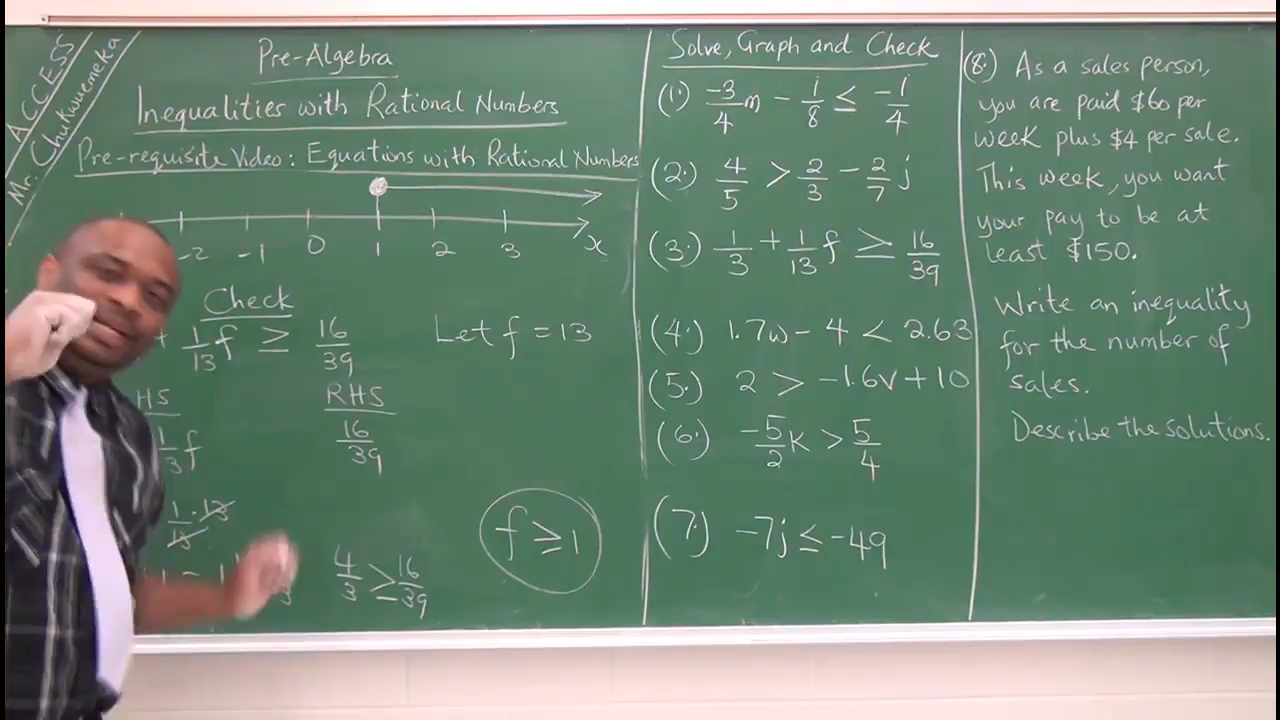 ACCESS
Mr. Chukwuemeka
Pre-Algebra
Inequalities with Rational Numbers
Pre-requisite Video: Equations with Rational Numbers
-2 -1 0 1 2 3 x
Check
+ 1/13 f ≥ 16/39
Let f = 13
HS
RHS
1/3 f
16/39
1/13 · 13
4/3 ≥ 16/39
f ≥ 1
Solve, Graph and Check
(1.) -3/4 m - 1/8 ≤ -1/4
(2.) 4/5 > 2/3 - 2/7 j
(3.) 1/3 + 1/13 f ≥ 16/39
(4.) 1.7w - 4 < 2.63
(5.) 2 > -1.6v + 10
(6.) -5/2 k > 5/4
(7.) -7j ≤ -49
(8.) As a sales person,
you are paid $60 per
week plus $4 per sale.
This week, you want
your pay to be at
least $150.
Write an inequality
for the number of
sales.
Describe the solutions.